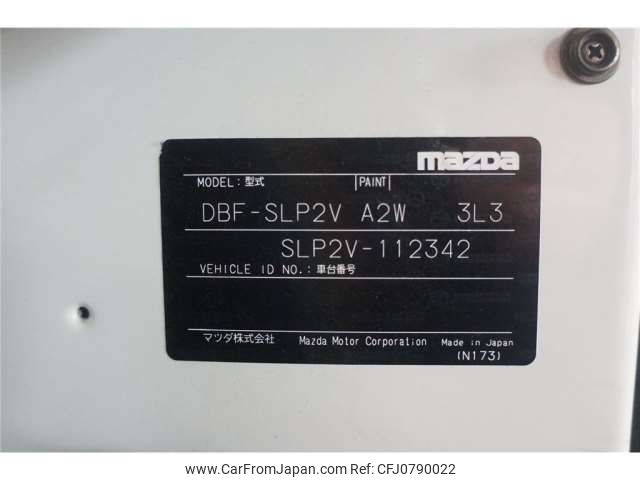 mazda
MODEL: 型式 PAINT
DBF-SLP2V A2W 3L3
SLP2V-112342
VEHICLE ID NO.: 車台番号
マツダ株式会社 Mazda Motor Corporation Made in Japan
(N173)
www.CarFromJapan.com | Ref No. CFJ0790022